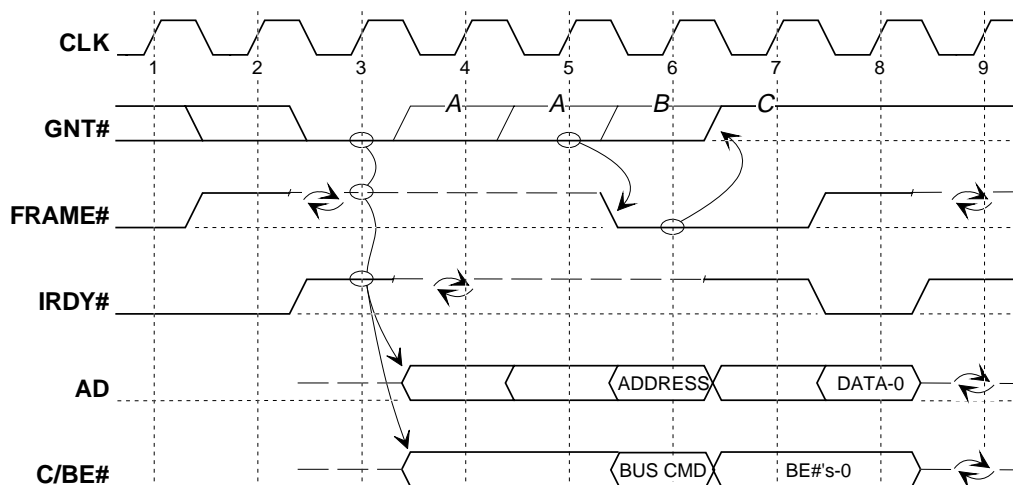 CLK
1 2 3 4 5 6 7 8 9
GNT#
A A B C
FRAME#
IRDY#
AD
ADDRESS DATA-0
C/BE#
BUS CMD BE#'s-0